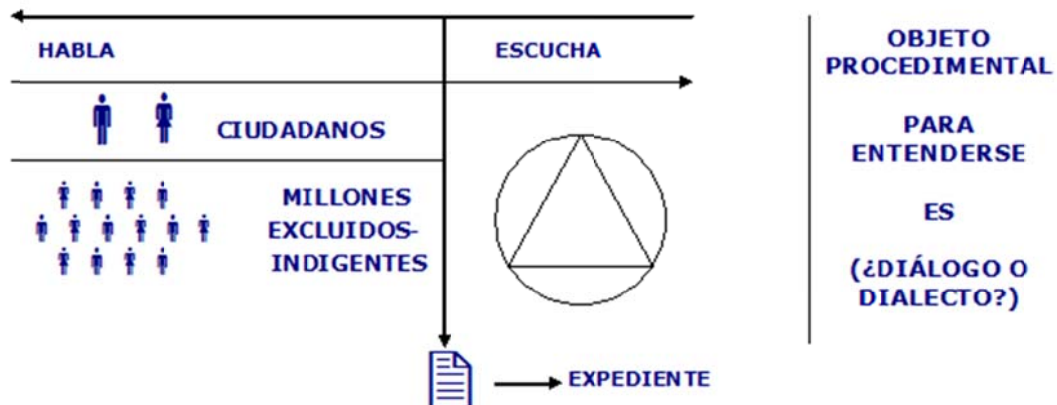 HABLA
ESCUCHA
CIUDADANOS
MILLONES
EXCLUIDOS-
INDIGENTES
EXPEDIENTE
OBJETO
PROCEDIMENTAL
PARA
ENTENDERSE
ES
(¿DIÁLOGO O
DIALECTO?)